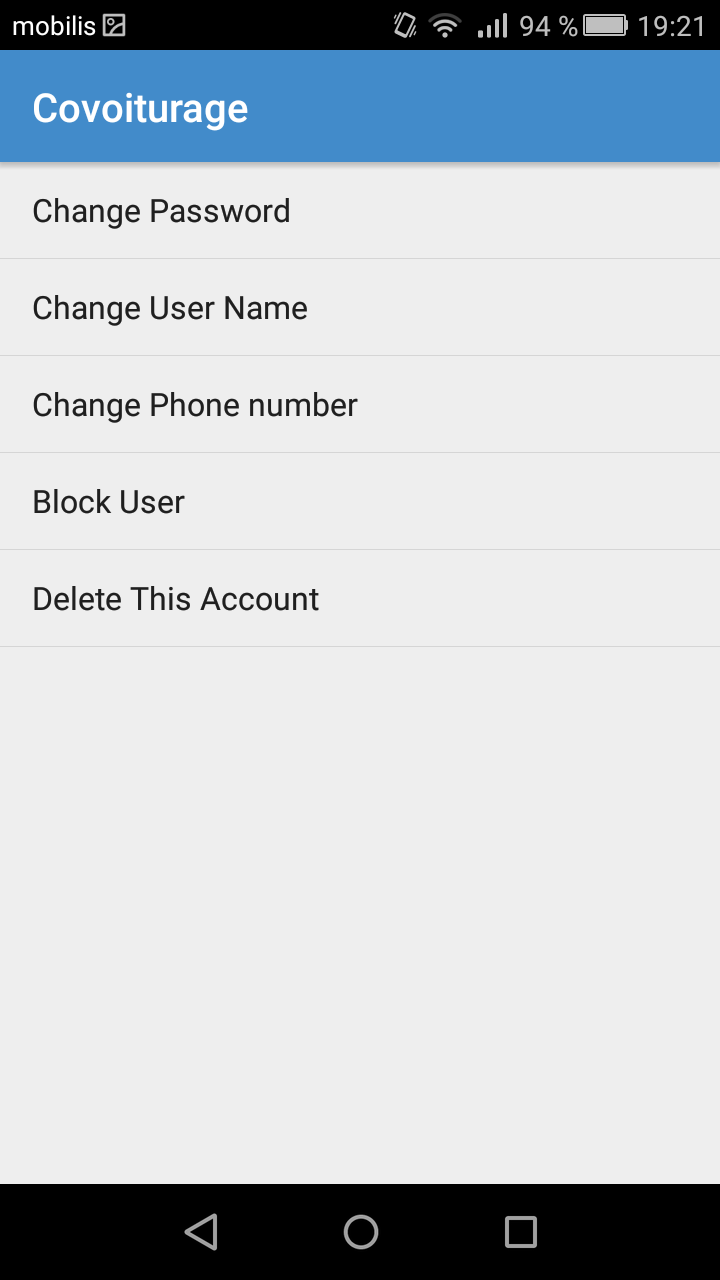 mobilis 94 % 19:21
Covoiturage
Change Password
Change User Name
Change Phone number
Block User
Delete This Account